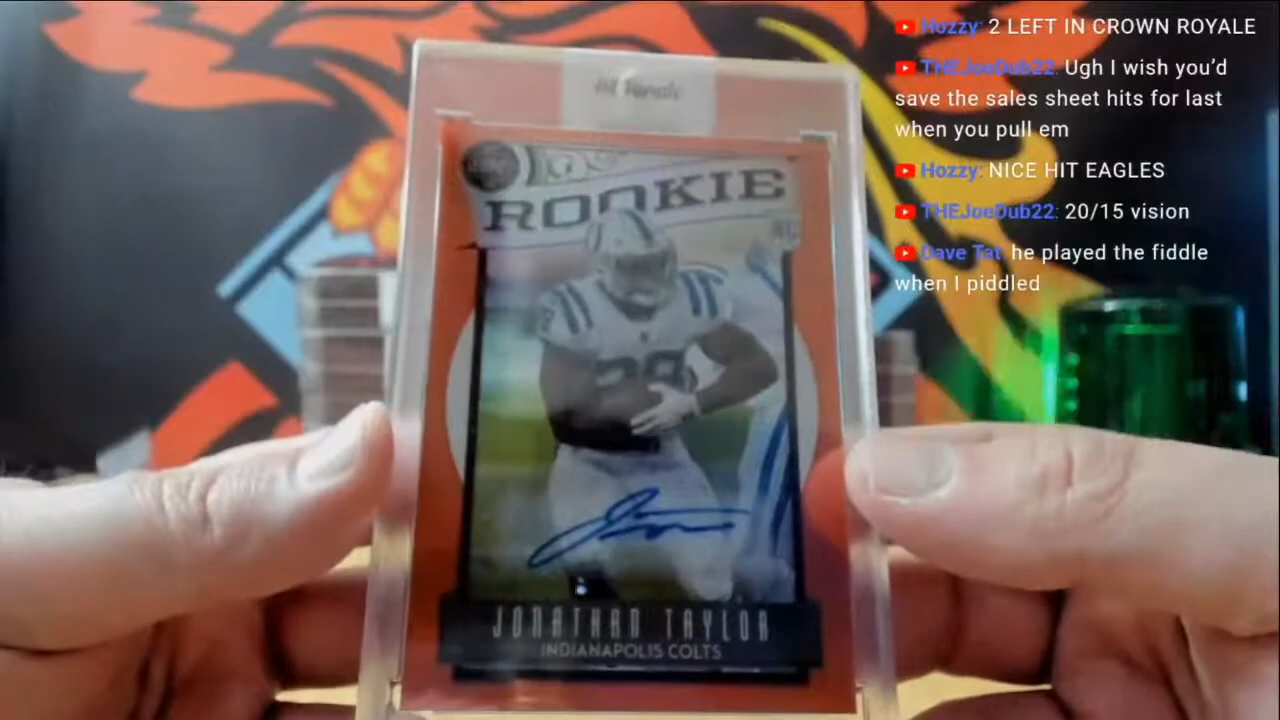 Hozzy: 2 LEFT IN CROWN ROYALE
THEJoeDub22: Ugh I wish you'd
save the sales sheet hits for last
when you pull em
Hozzy: NICE HIT EAGLES
THEJoeDub22: 20/15 vision
Dave Tat: he played the fiddle
when I piddled
ROOKIE
RC
28
JONATHAN TAYLOR
INDIANAPOLIS COLTS